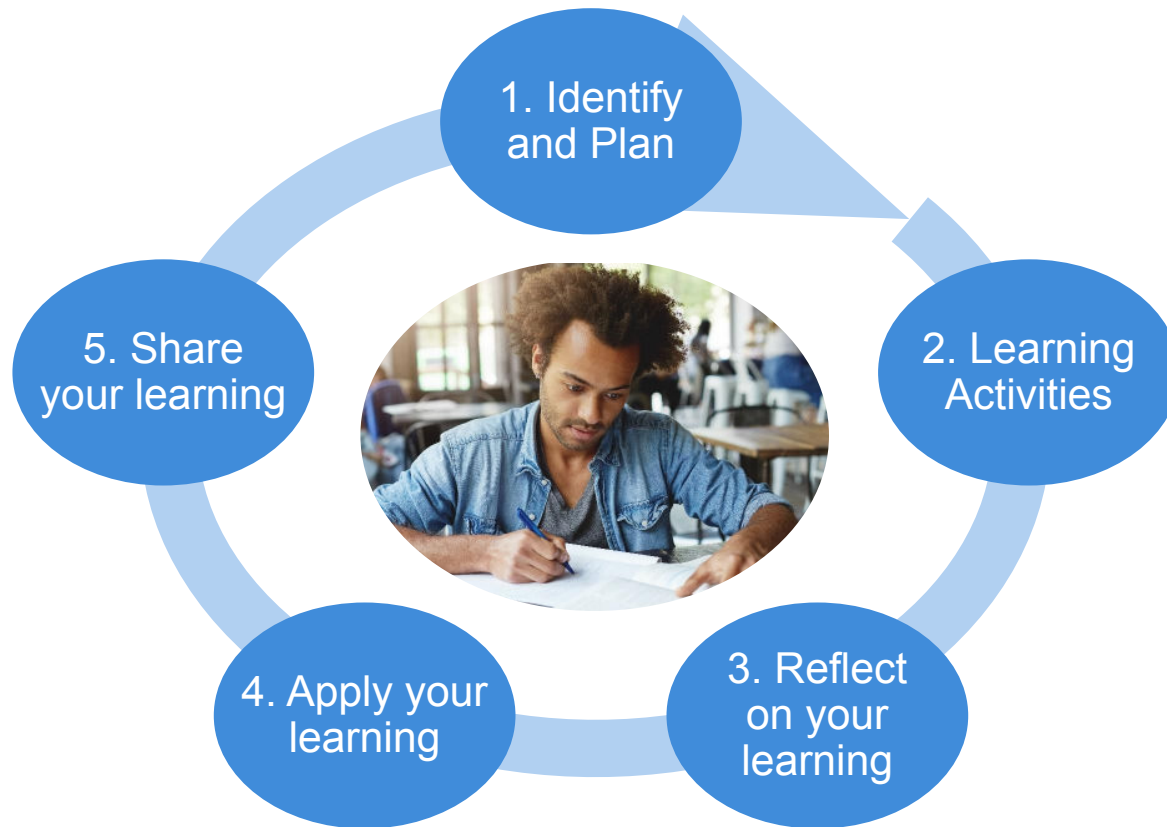 1. Identify
and Plan
2. Learning
Activities
3. Reflect
on your
learning
4. Apply your
learning
5. Share
your learning